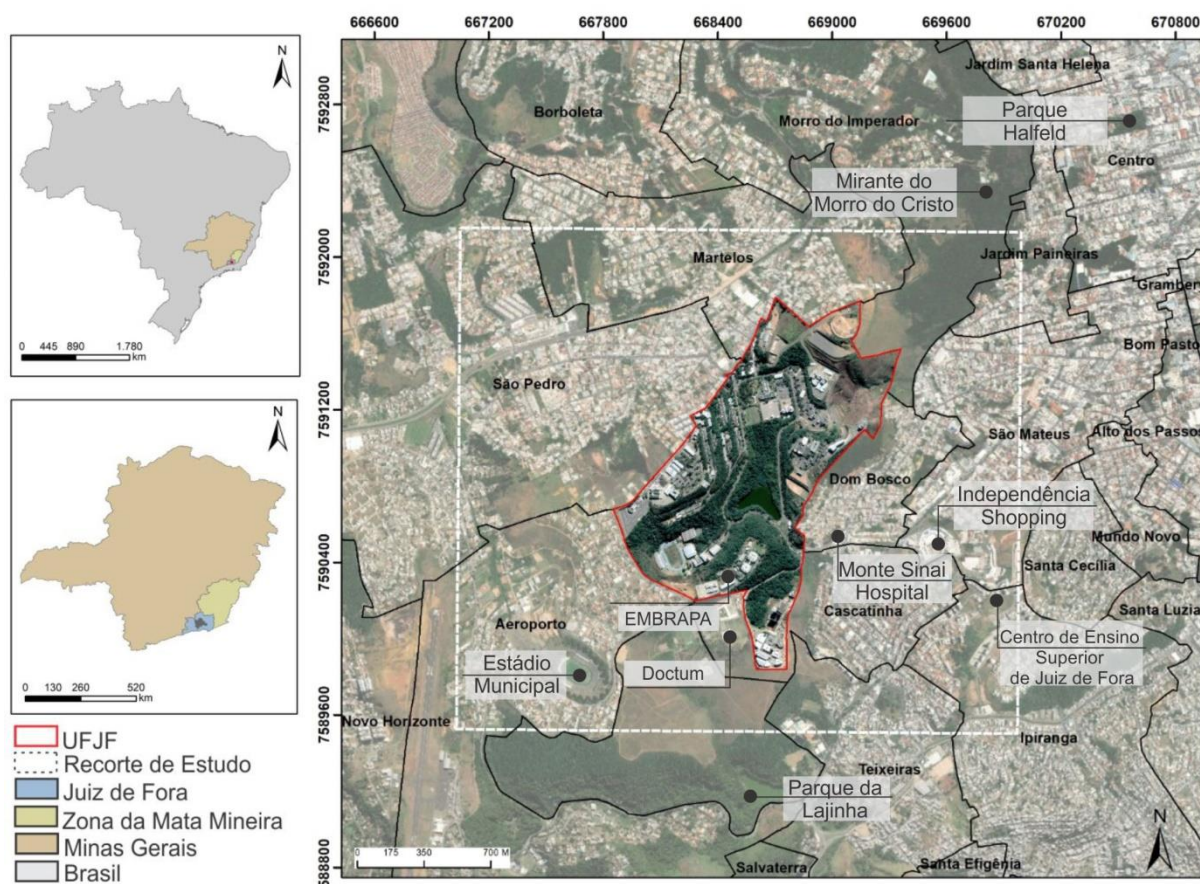 N
0 445 890 1.780
km
N
0 130 260 520
km
UFJF
Recorte de Estudo
Juiz de Fora
Zona da Mata Mineira
Minas Gerais
Brasil
666600 667200 667800 668400 669000 669600 670200 670800
7592800
7592000
7591200
7590400
7589600
588800
Jardim Santa Helena
Borboleta
Morro do Imperador
Parque
Halfeld
Centro
Mirante do
Morro do Cristo
Martelos
Jardim Paineiras
Granber
Bom Pasto
São Pedro
São Mateus
Alto dos Passos
Dom Bosco
Independência
Shopping
Mundo Novo
Monte Sinai
Hospital
Santa Cecília
EMBRAPA
Cascatinha
Santa Luzia
Aeroporto
Centro de Ensino
Superior
de Juiz de Fora
Estádio
Municipal
Doctum
Novo Horizonte
Ipiranga
Teixeiras
Parque da
Lajinha
Salvaterra
Santa Efigênia
0 175 350 700 M
N